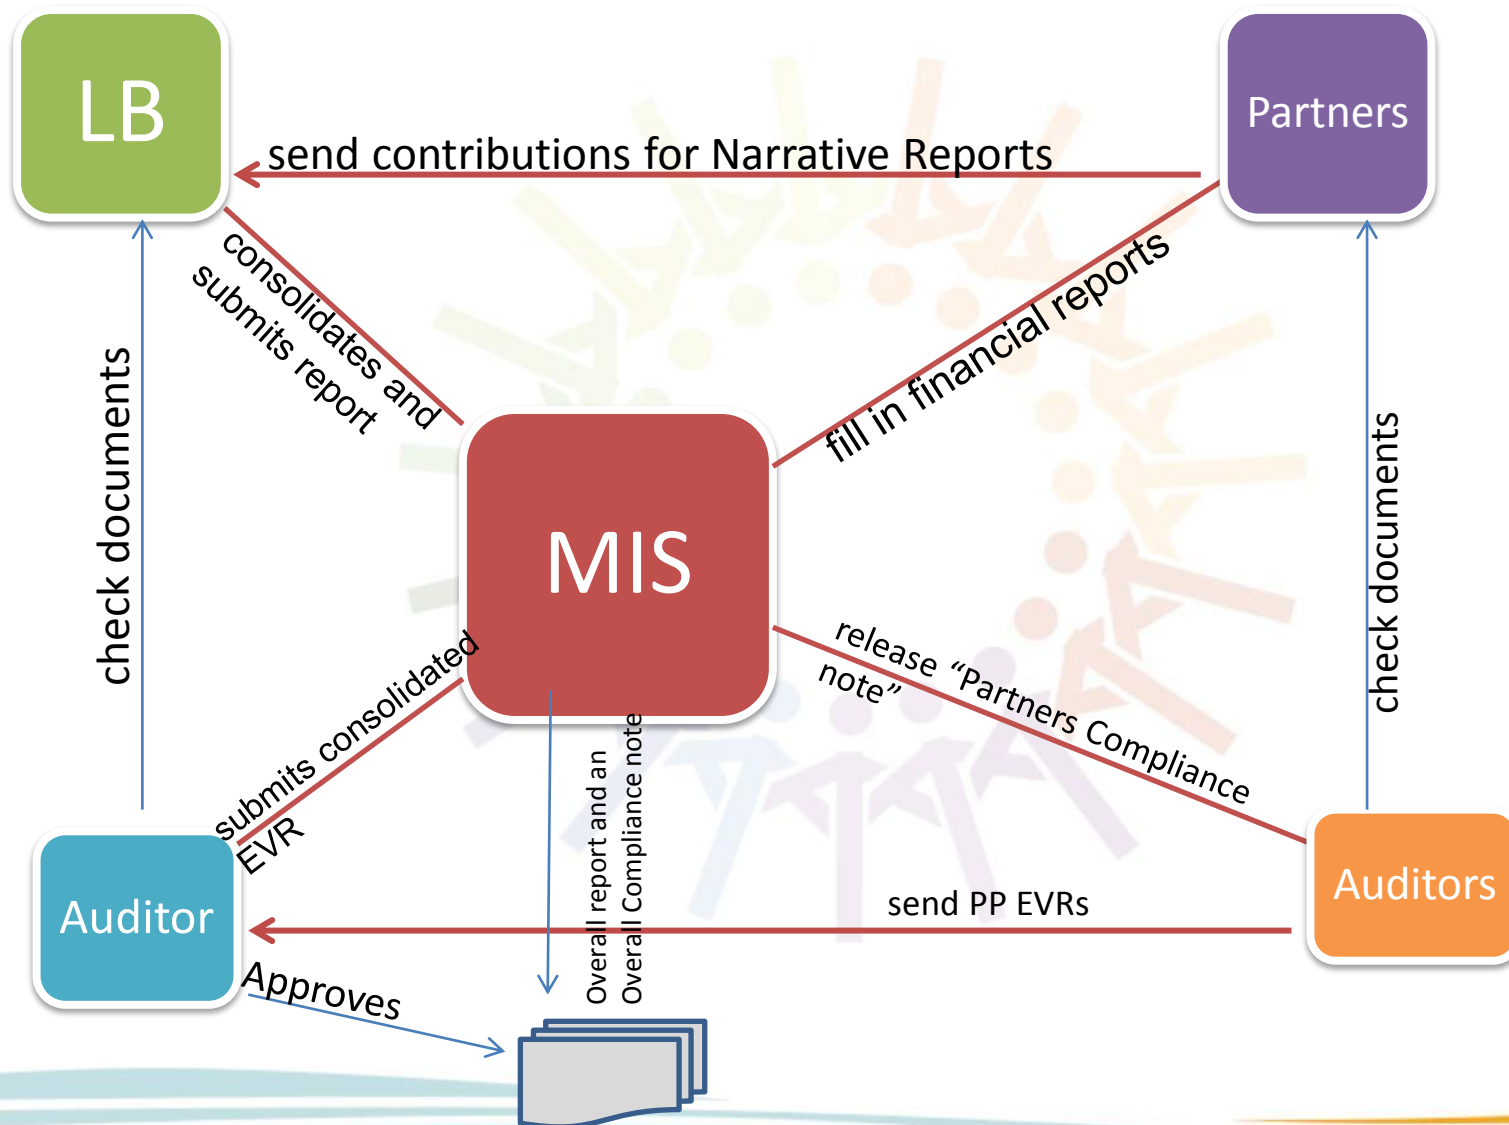 LB
Partners
send contributions for Narrative Reports
consolidates and
submits report
fill in financial reports
check documents
check documents
MIS
release “Partners Compliance
note”
submits consolidated
EVR
Overall report and an
Overall Compliance note
Auditor
Auditors
send PP EVRs
Approves